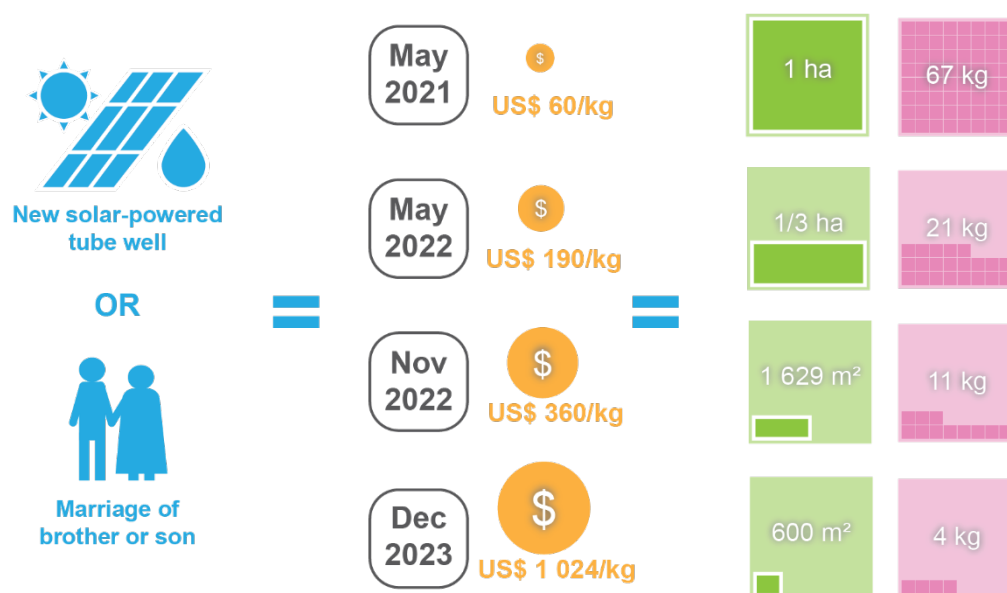 New solar-powered
tube well
OR
Marriage of
brother or son
=
May
2021
$
US$ 60/kg
May
2022
$
US$ 190/kg
Nov
2022
$
US$ 360/kg
Dec
2023
$
US$ 1 024/kg
=
1 ha
67 kg
1/3 ha
21 kg
1 629 m²
11 kg
600 m²
4 kg